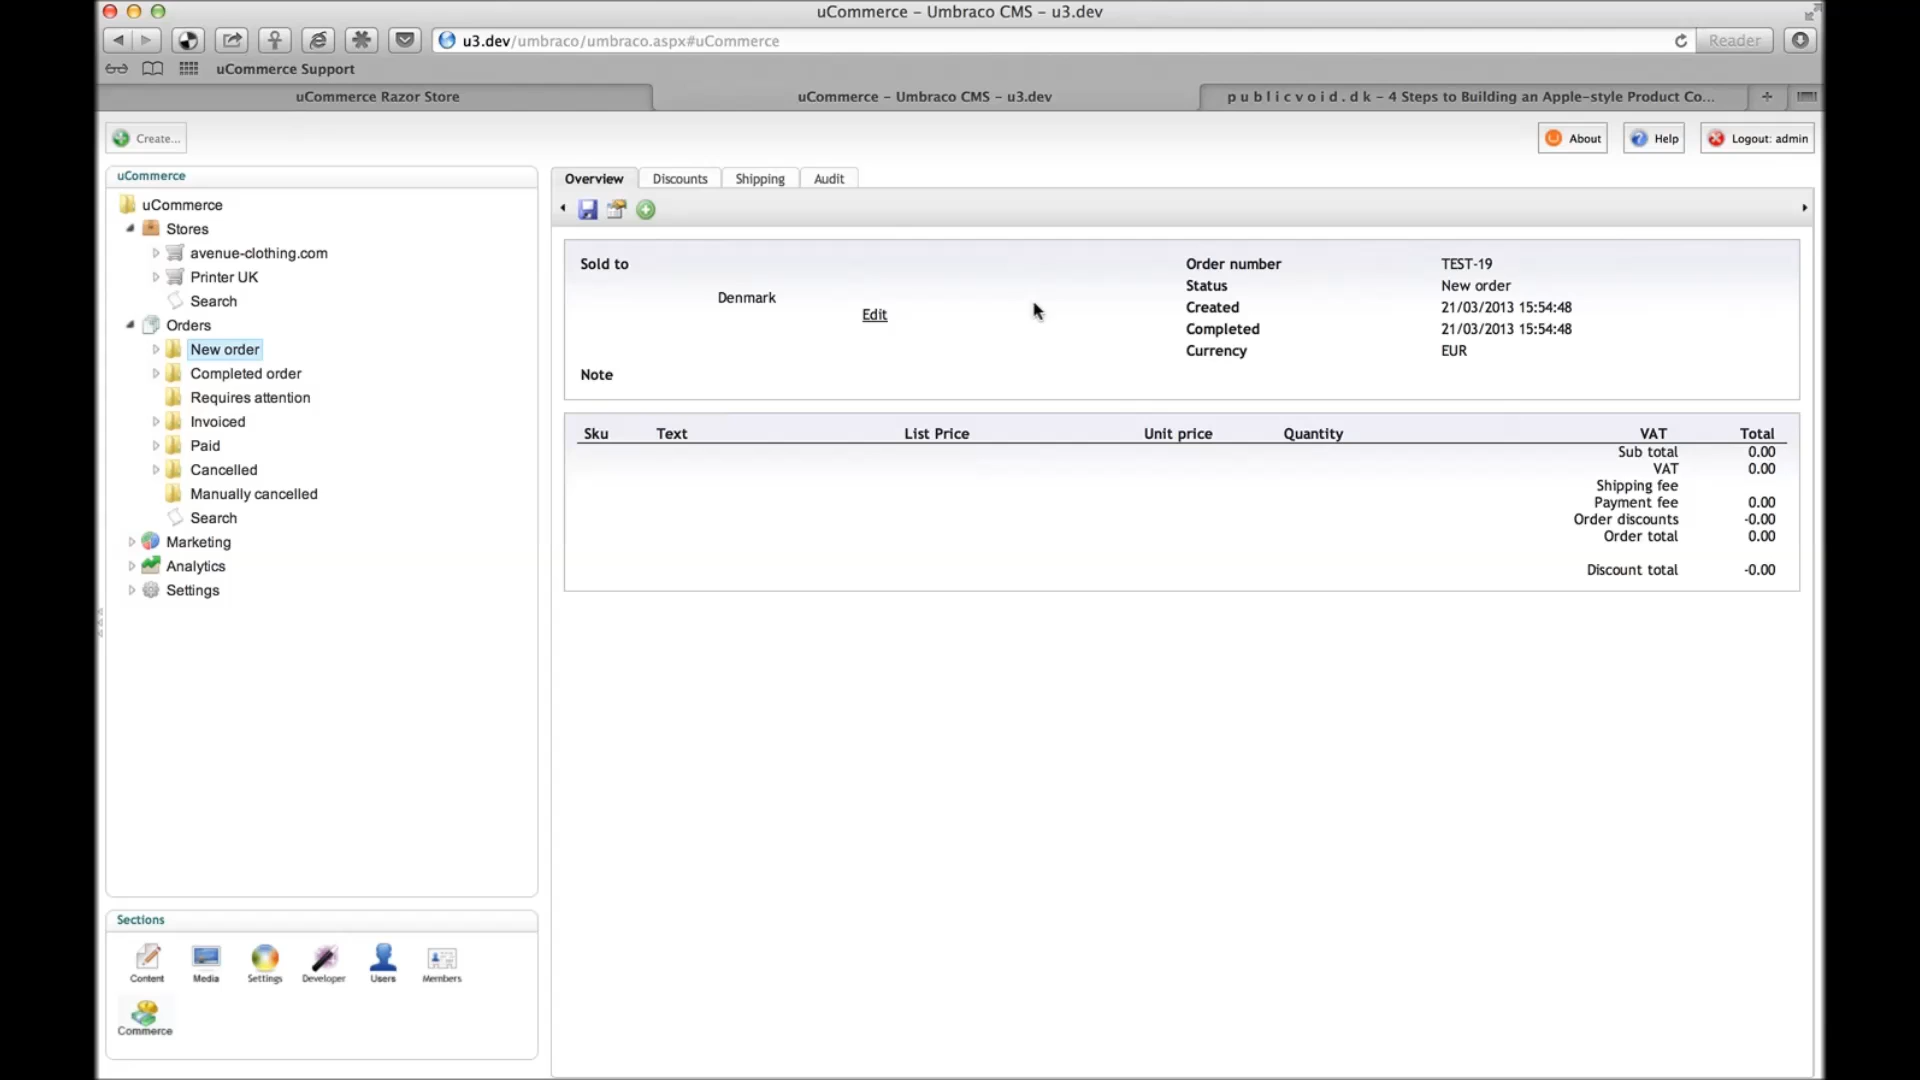 uCommerce – Umbraco CMS – u3.dev
u3.dev/umbraco/umbraco.aspx#uCommerce
Reader
uCommerce Support
uCommerce Razor Store
uCommerce – Umbraco CMS – u3.dev
p u b l i c v o i d . d k – 4 Steps to Building an Apple-style Product Co...
Create...
About
Help
Logout: admin
uCommerce
uCommerce
Stores
avenue-clothing.com
Printer UK
Search
Orders
New order
Completed order
Requires attention
Invoiced
Paid
Cancelled
Manually cancelled
Search
Marketing
Analytics
Settings
Overview
Discounts
Shipping
Audit
Sold to
Denmark
Edit
Note
Order number TEST-19
Status New order
Created 21/03/2013 15:54:48
Completed 21/03/2013 15:54:48
Currency EUR
Sku Text List Price Unit price Quantity VAT Total
Sub total 0.00
VAT 0.00
Shipping fee
Payment fee 0.00
Order discounts -0.00
Order total 0.00
Discount total -0.00
Sections
Content Media Settings Developer Users Members
Commerce